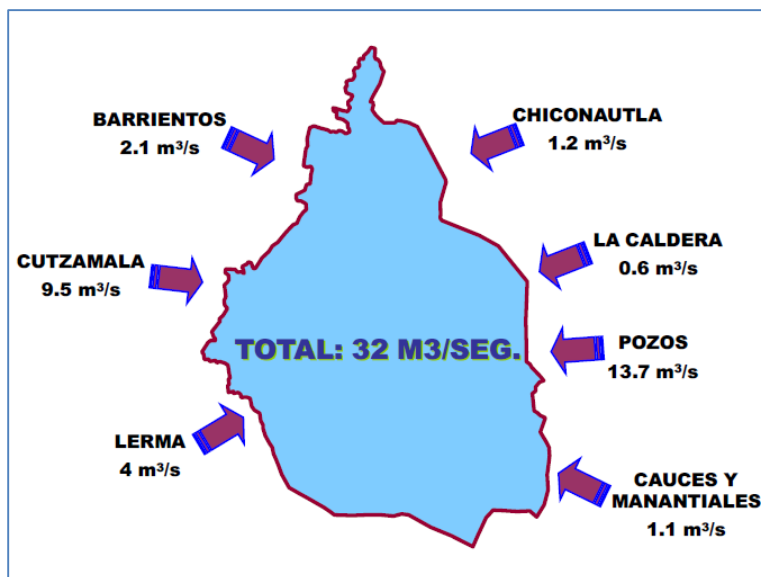 BARRIENTOS
2.1 m³/s
CHICONAUTLA
1.2 m³/s
CUTZAMALA
9.5 m³/s
LA CALDERA
0.6 m³/s
TOTAL: 32 M3/SEG.
POZOS
13.7 m³/s
LERMA
4 m³/s
CAUCES Y
MANANTIALES
1.1 m³/s